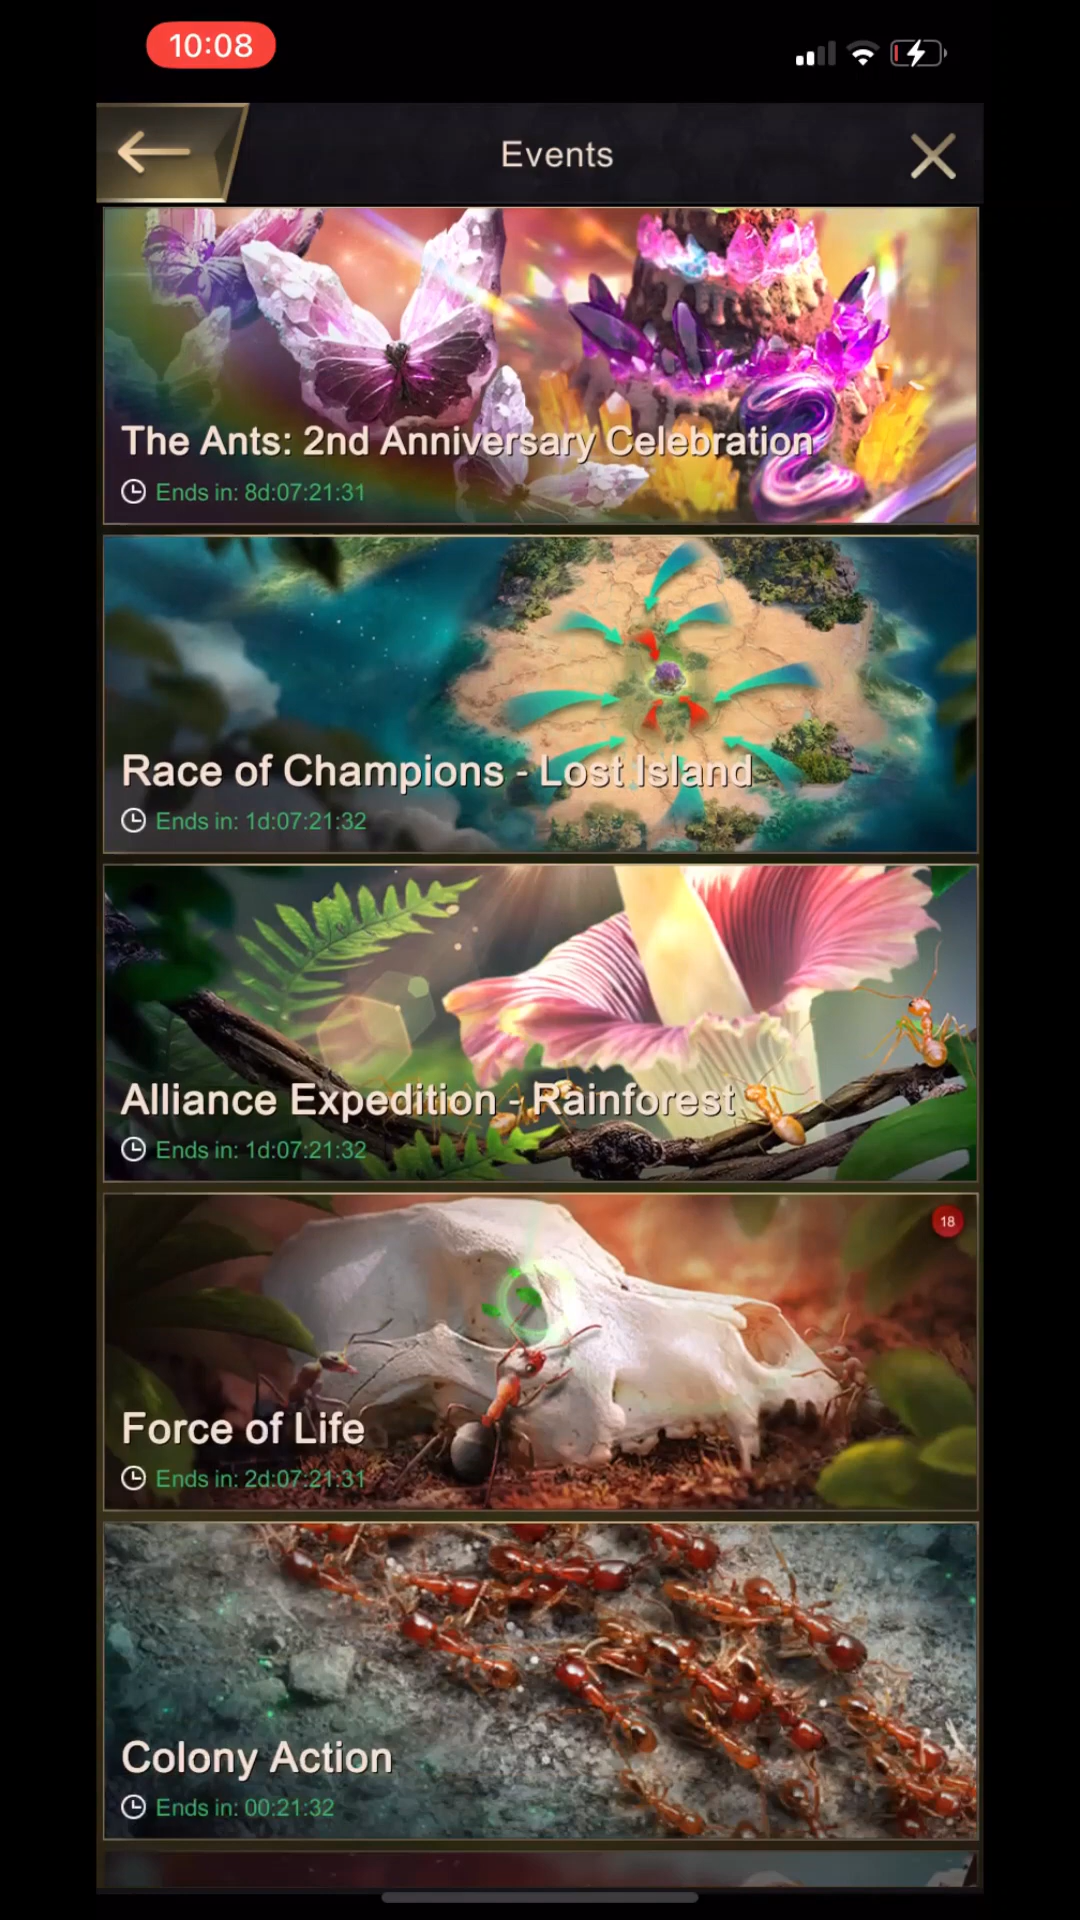 10:08
Events
The Ants: 2nd Anniversary Celebration
Ends in: 8d:07:21:31
Race of Champions - Lost Island
Ends in: 1d:07:21:32
Alliance Expedition - Rainforest
Ends in: 1d:07:21:32
18
Force of Life
Ends in: 2d:07:21:31
Colony Action
Ends in: 00:21:32